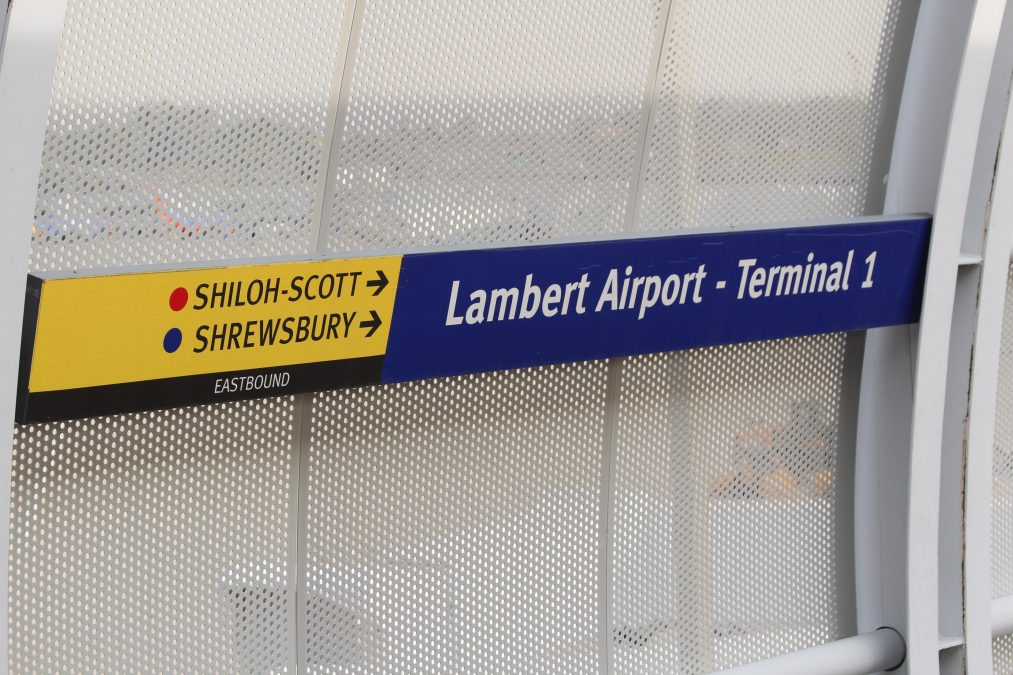 SHILOH-SCOTT →
SHREWSBURY →
EASTBOUND
Lambert Airport - Terminal 1